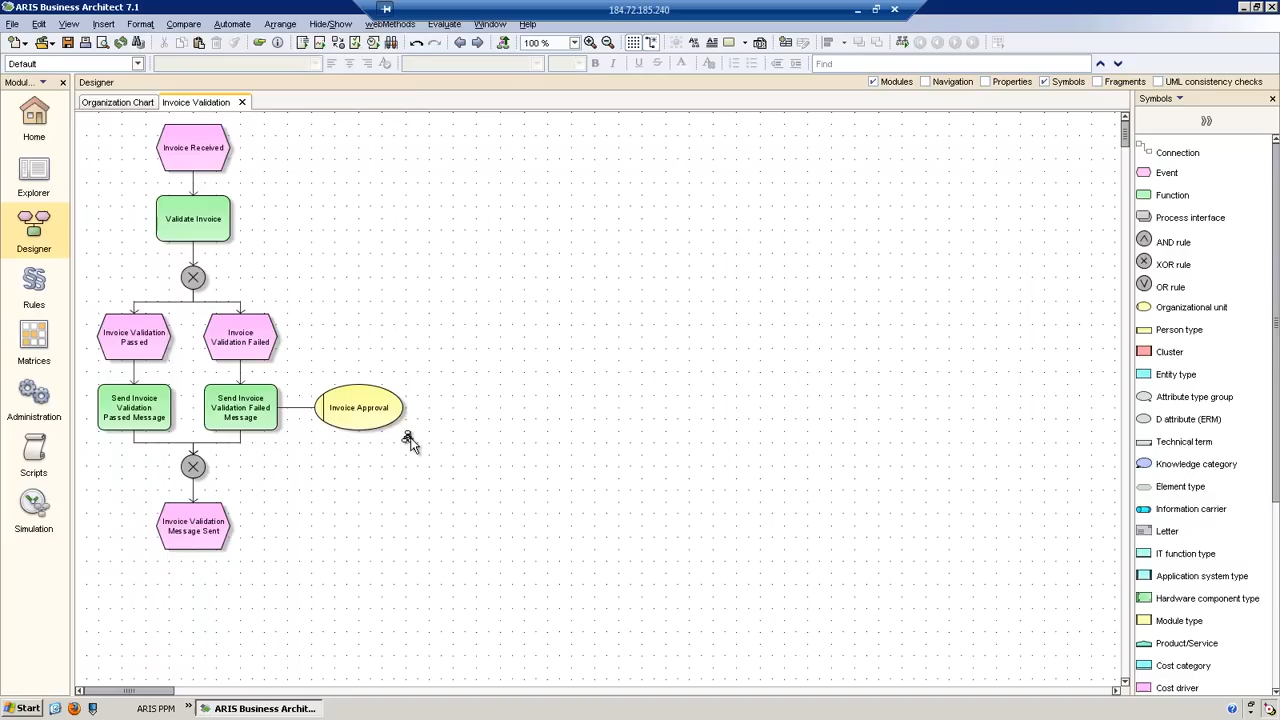 ARIS Business Architect 7.1
184.72.185.240
File Edit View Insert Format Compare Automate Arrange Hide/Show webMethods Evaluate Window Help
100 %
Default
Find
Modul...
Designer
Modules Navigation Properties Symbols Fragments UML consistency checks
Organization Chart
Invoice Validation
Symbols
Home
Explorer
Designer
Rules
Matrices
Administration
Scripts
Simulation
Invoice Received
Validate Invoice
Invoice Validation
Passed
Invoice
Validation Failed
Send Invoice
Validation
Passed Message
Send Invoice
Validation Failed
Message
Invoice Approval
Invoice Validation
Message Sent
Connection
Event
Function
Process interface
AND rule
XOR rule
OR rule
Organizational unit
Person type
Cluster
Entity type
Attribute type group
D attribute (ERM)
Technical term
Knowledge category
Element type
Information carrier
Letter
IT function type
Application system type
Hardware component type
Module type
Product/Service
Cost category
Cost driver
Start
ARIS PPM
ARIS Business Archit...